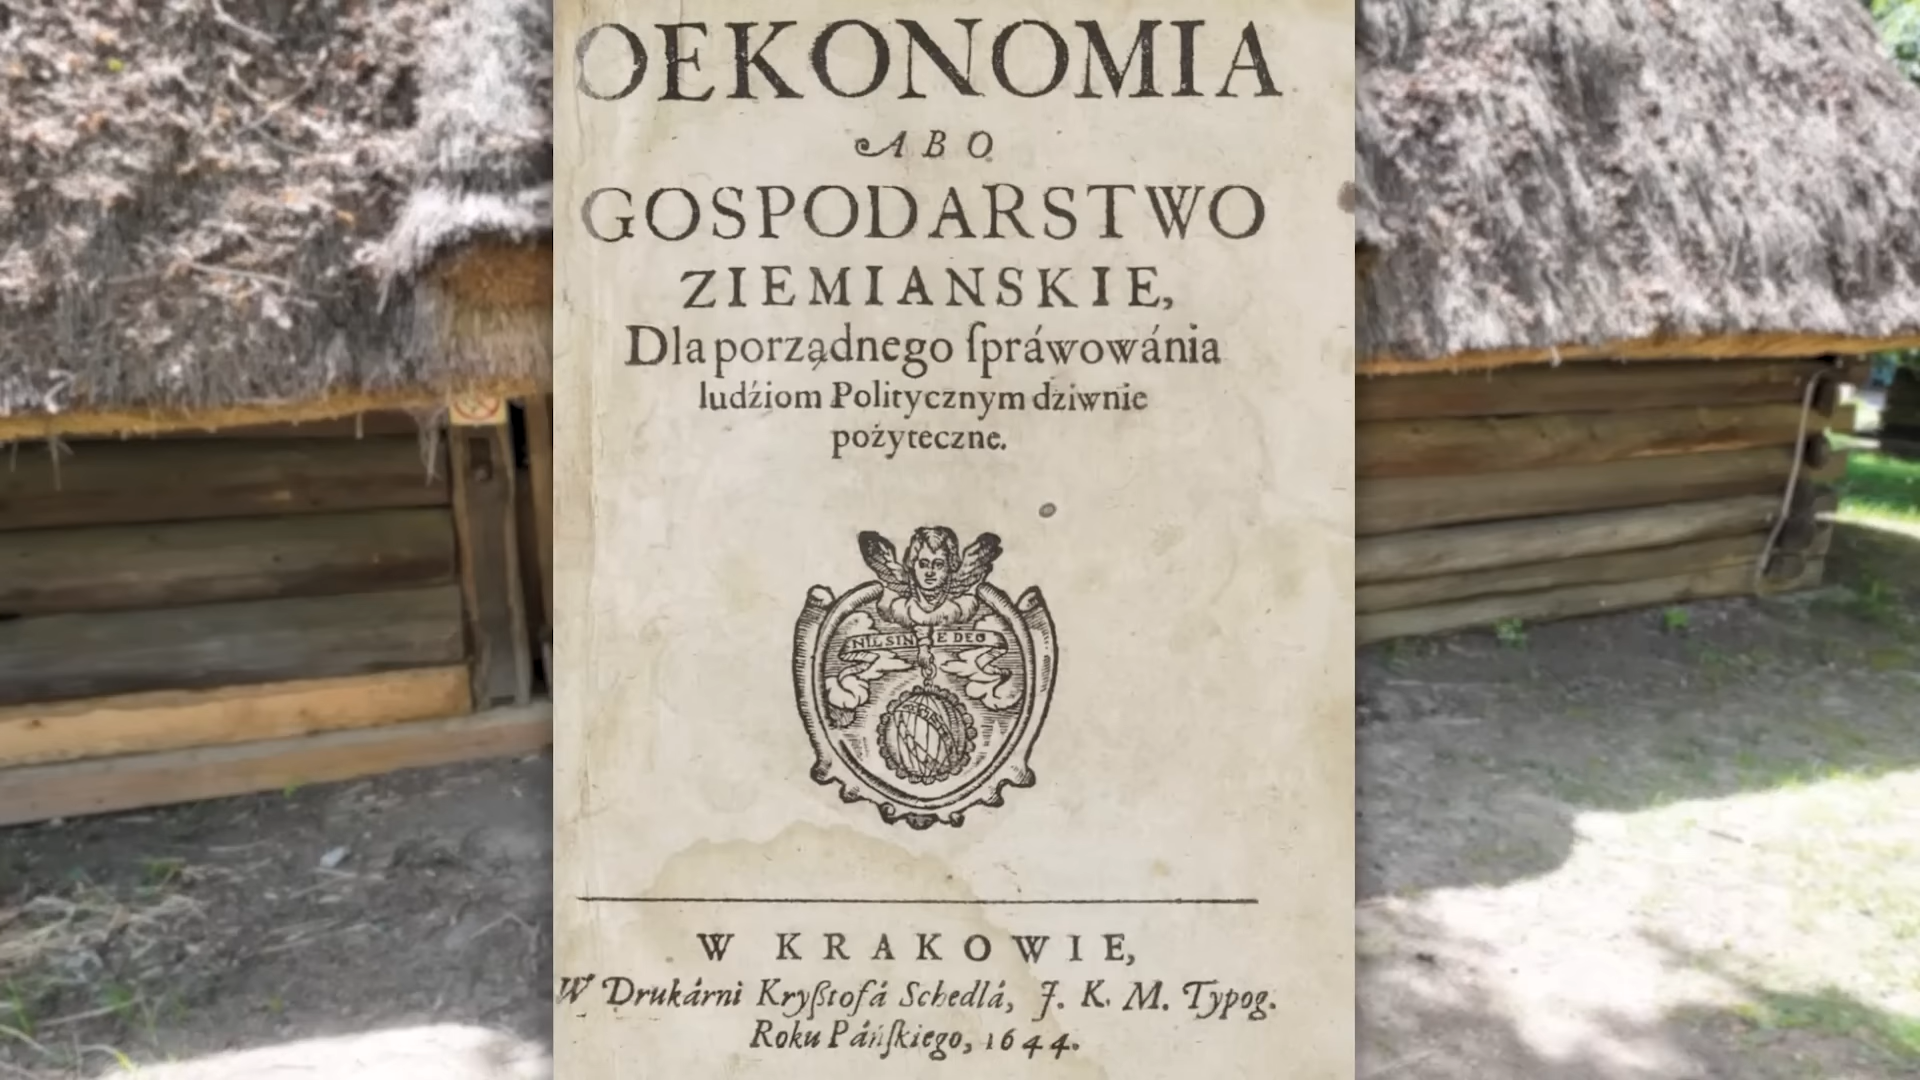 OEKONOMIA
ABO
GOSPODARSTWO
ZIEMIANSKIE,
Dla porządnego ſpráwowánia
ludźiom Politycznym dźiwnie
pożyteczne.
NIL SINE DEO
W KRAKOWIE,
W Drukárni Kryßtofá Schedlá, J. K. M. Typog.
Roku Páńſkiego, 1644.